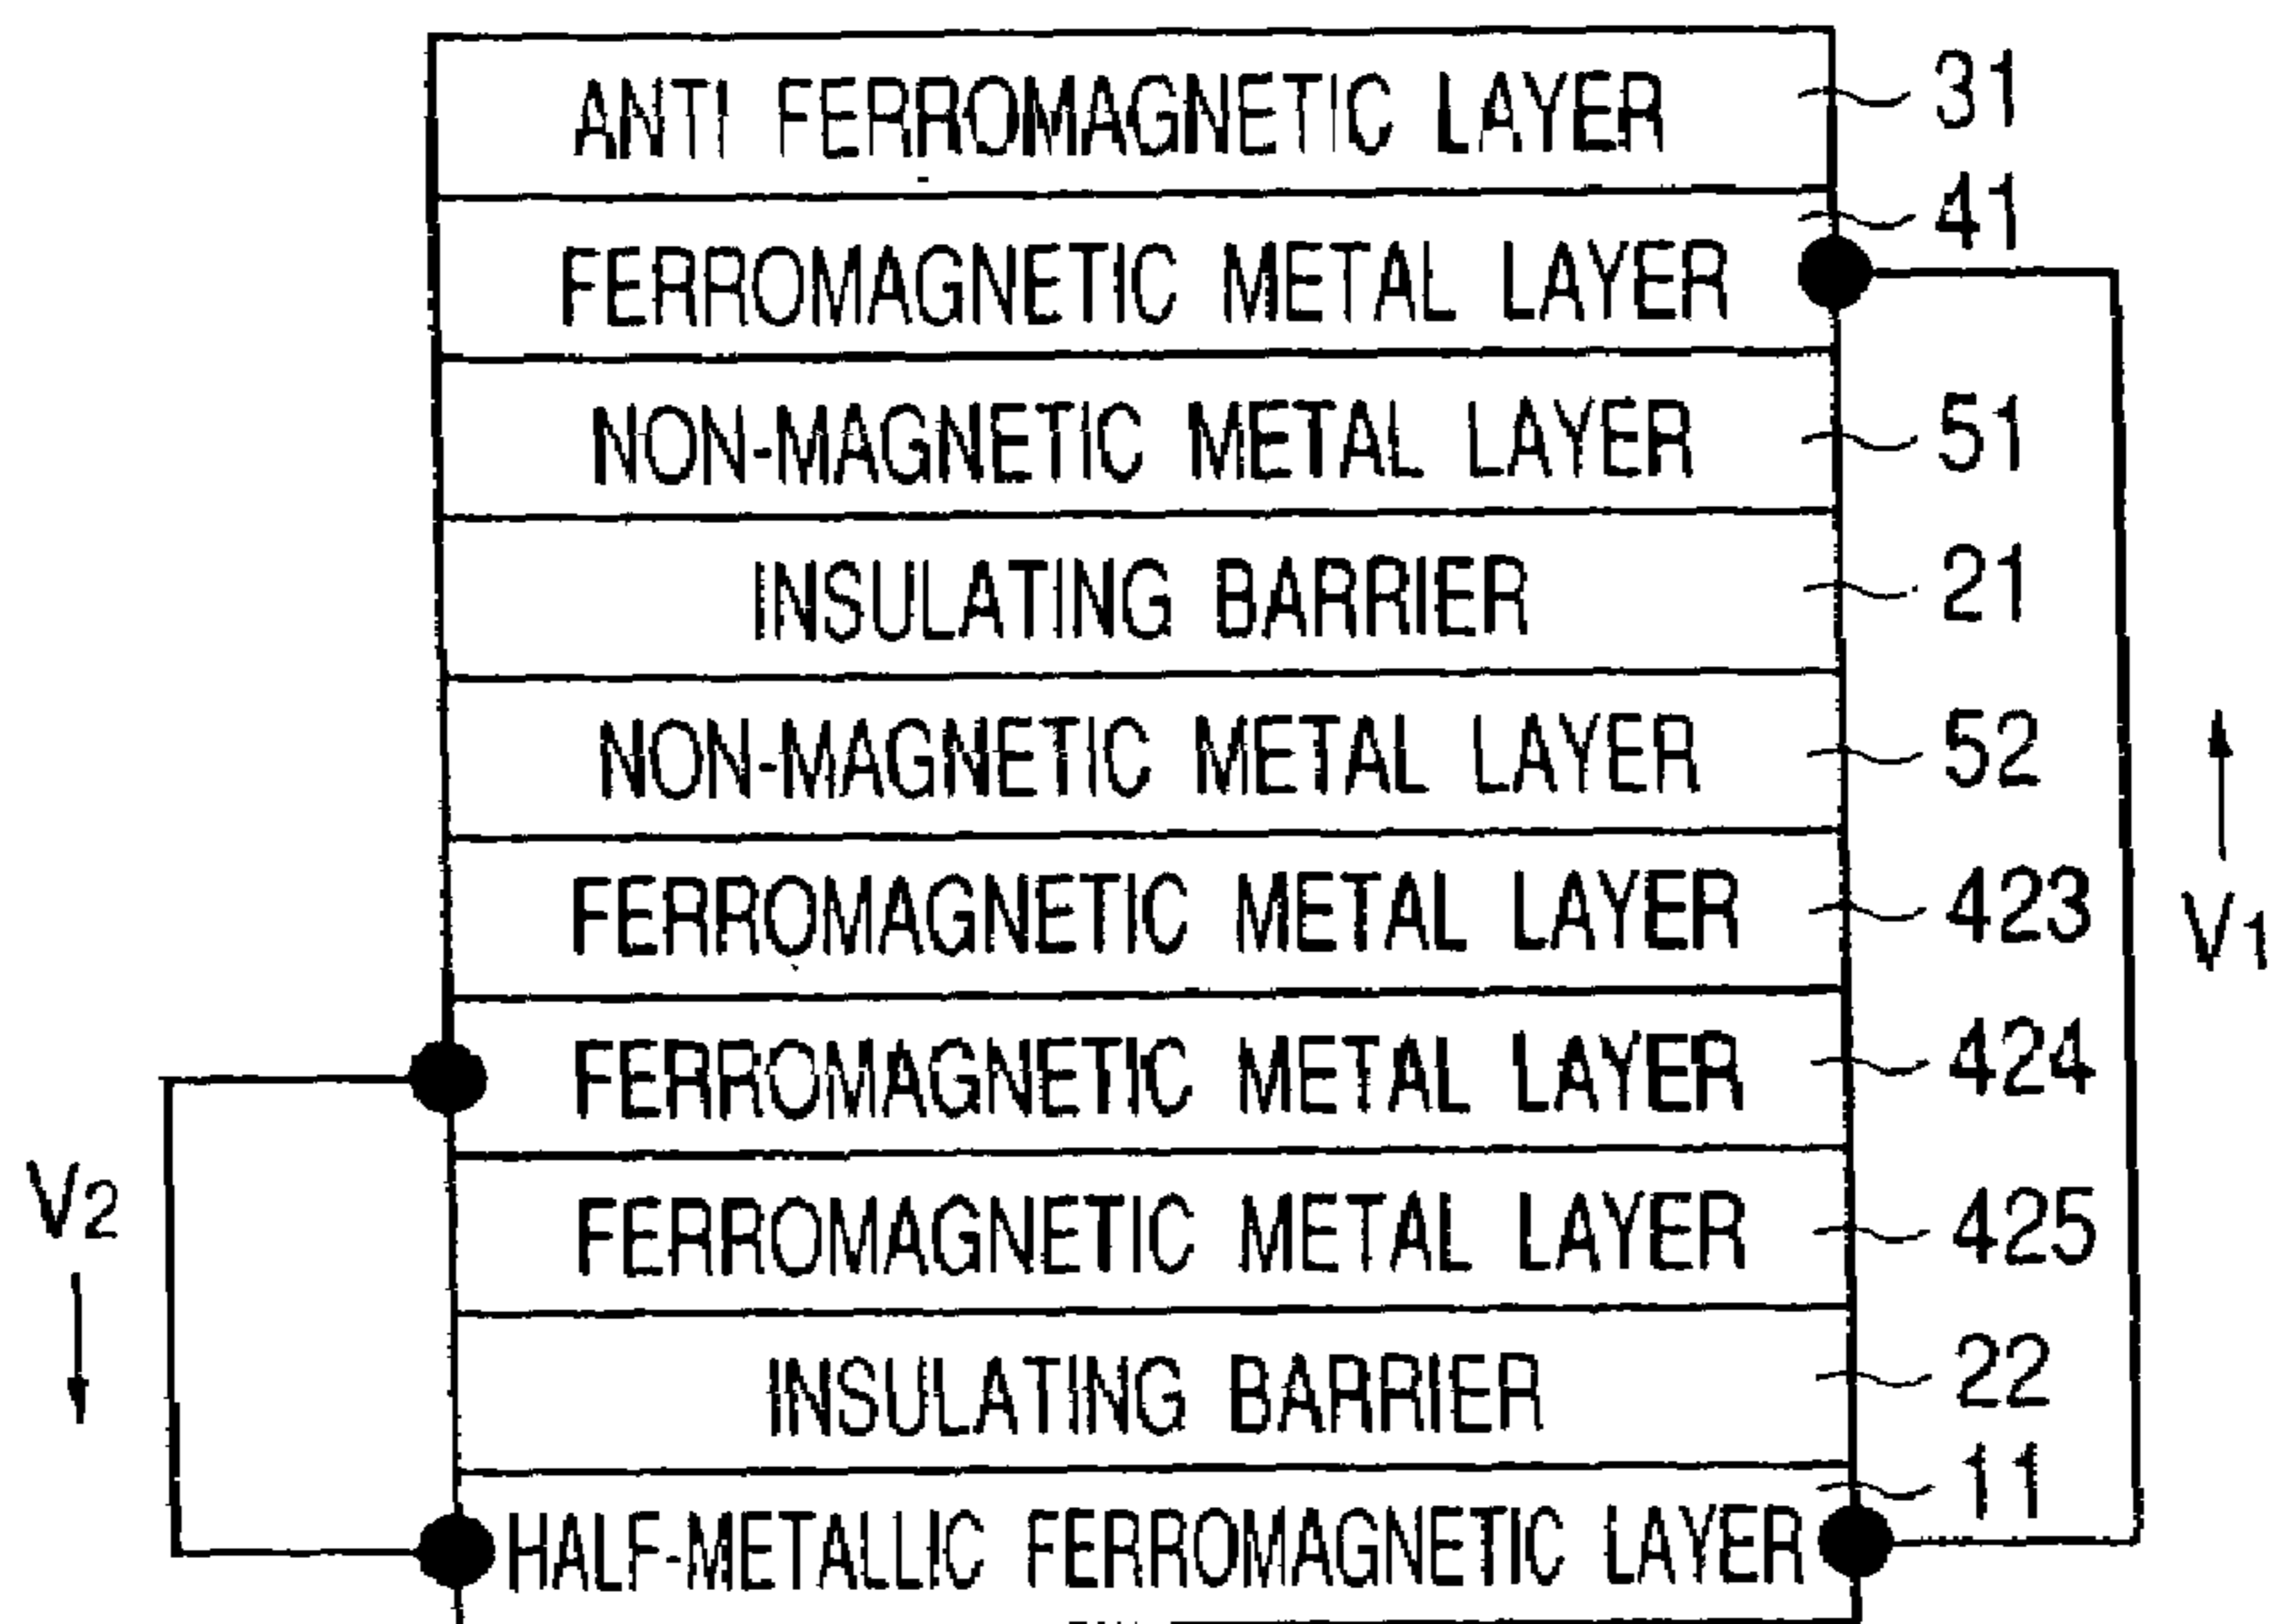 ANTI FERROMAGNETIC LAYER 31
FERROMAGNETIC METAL LAYER 41
NON-MAGNETIC METAL LAYER 51
INSULATING BARRIER 21
NON-MAGNETIC METAL LAYER 52
FERROMAGNETIC METAL LAYER 423
V1
FERROMAGNETIC METAL LAYER 424
V2
FERROMAGNETIC METAL LAYER 425
INSULATING BARRIER 22
HALF-METALLIC FERROMAGNETIC LAYER 11